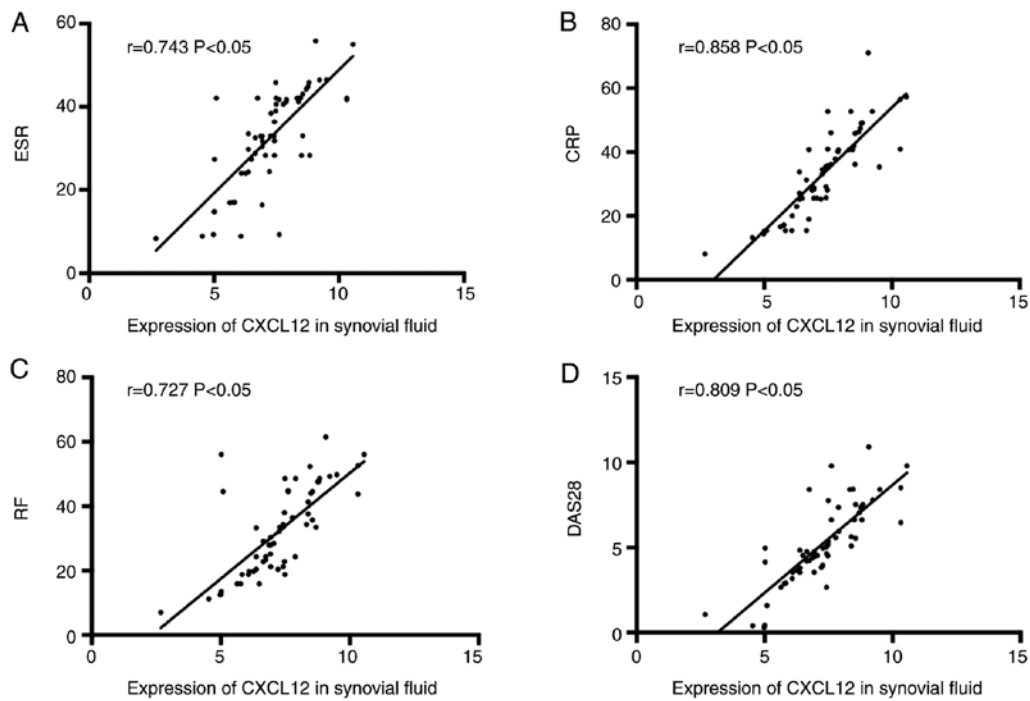 A
r=0.743 P<0.05
ESR
60
40
20
0
0 5 10 15
Expression of CXCL12 in synovial fluid
B
r=0.858 P<0.05
CRP
80
60
40
20
0
0 5 10 15
Expression of CXCL12 in synovial fluid
C
r=0.727 P<0.05
RF
80
60
40
20
0
0 5 10 15
Expression of CXCL12 in synovial fluid
D
r=0.809 P<0.05
DAS28
15
10
5
0
0 5 10 15
Expression of CXCL12 in synovial fluid